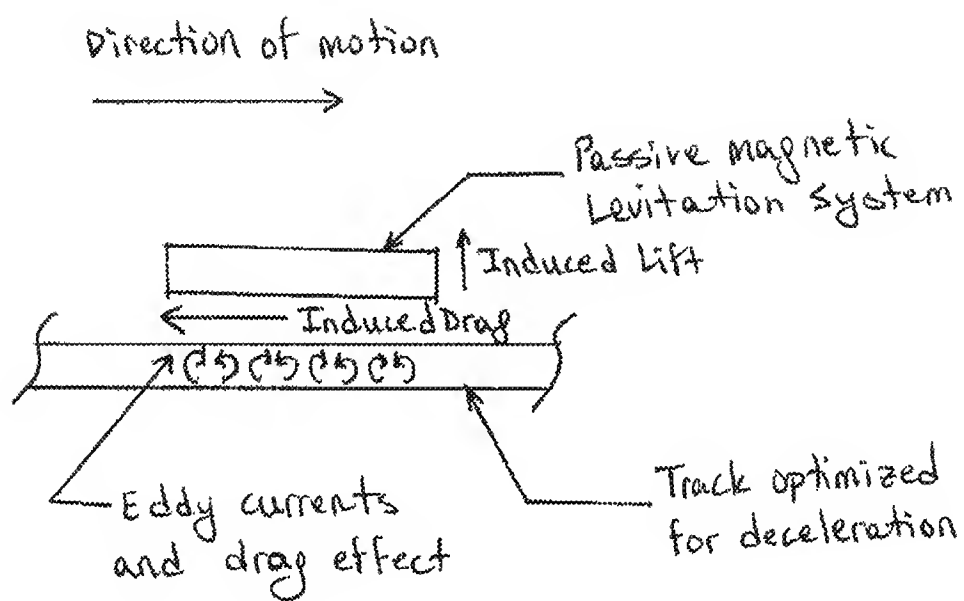 Direction of motion
Passive magnetic
Levitation system
Induced Lift
Induced Drag
Eddy currents
and drag effect
Track optimized
for deceleration